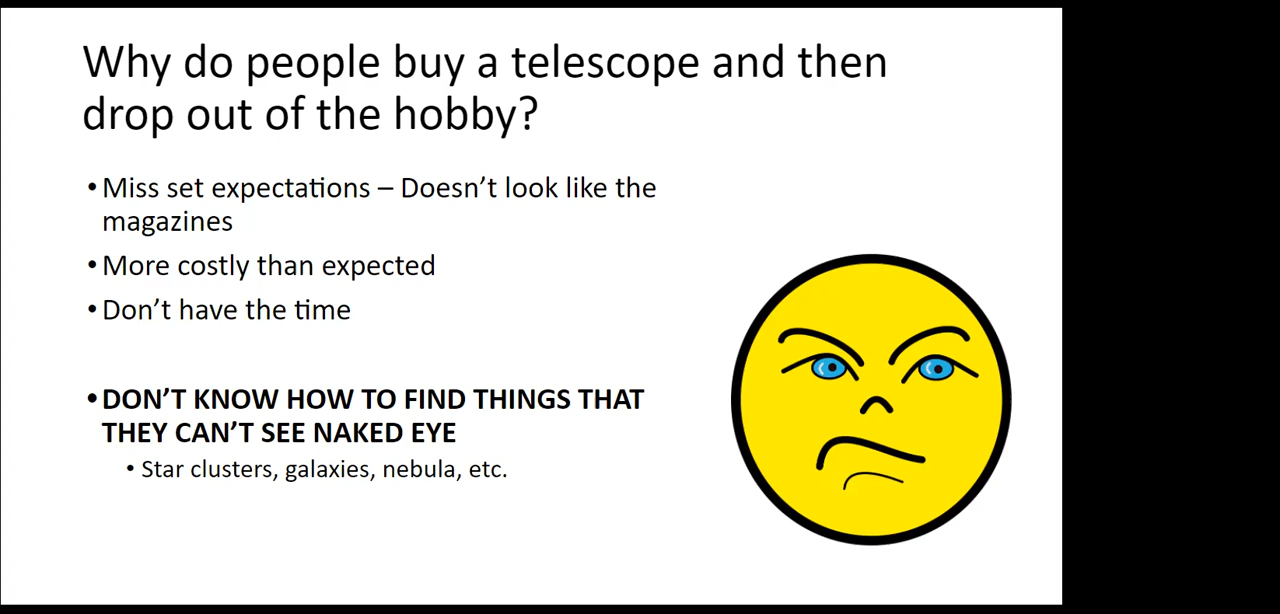 Why do people buy a telescope and then
drop out of the hobby?
• Miss set expectations – Doesn't look like the
magazines
• More costly than expected
• Don't have the time
• DON'T KNOW HOW TO FIND THINGS THAT
THEY CAN'T SEE NAKED EYE
• Star clusters, galaxies, nebula, etc.